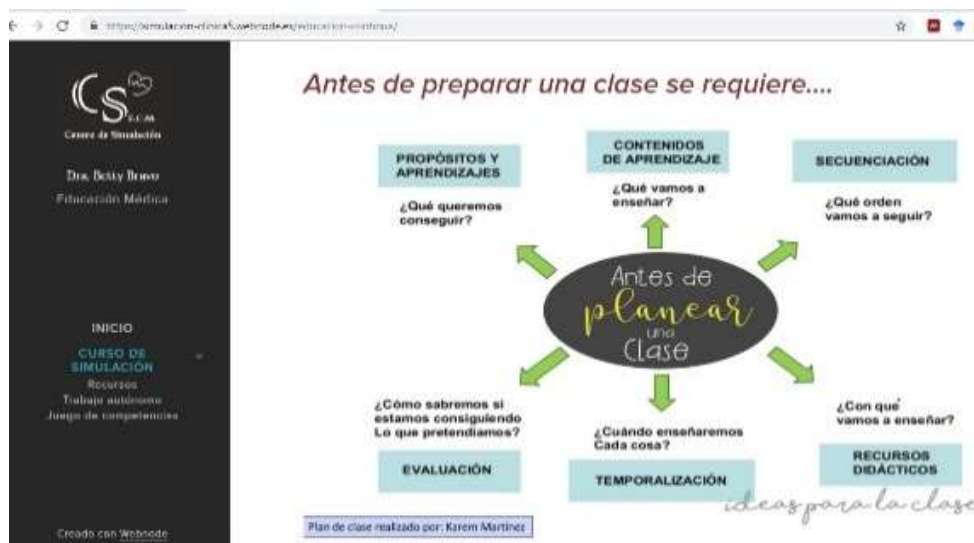 Antes de preparar una clase se requiere....
CS
E.C.M
Centro de Simulación
Dra. Betty Bravo
Educación Médica
INICIO
CURSO DE
SIMULACIÓN
Recursos
Trabajo autónomo
Juego de competencias
Creado con Webnode
PROPÓSITOS Y
APRENDIZAJES
¿Qué queremos
conseguir?
CONTENIDOS
DE APRENDIZAJE
¿Qué vamos a
enseñar?
SECUENCIACIÓN
¿Qué orden
vamos a seguir?
Antes de
planear
una
Clase
¿Cómo sabremos si
estamos consiguiendo
Lo que pretendíamos?
EVALUACIÓN
¿Cuándo enseñaremos
Cada cosa?
TEMPORALIZACIÓN
¿Con qué
vamos a enseñar?
RECURSOS
DIDÁCTICOS
ideas para la clase
Plan de clase realizado por: Karem Martínez